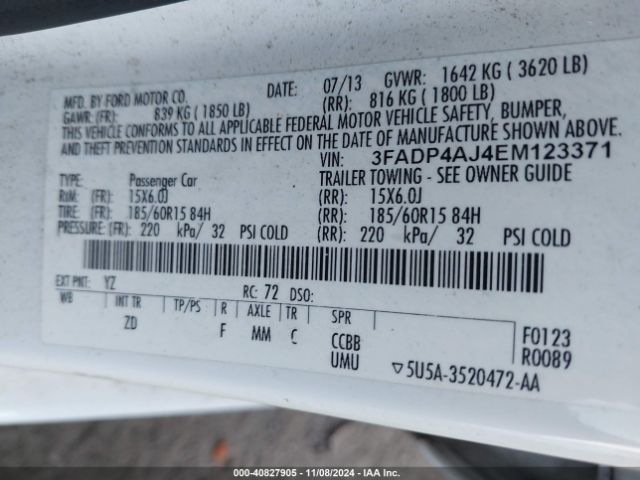 MFD. BY FORD MOTOR CO. DATE: 07/13 GVWR: 1642 KG ( 3620 LB)
GAWR: (FR): 839 KG ( 1850 LB) (RR): 816 KG ( 1800 LB)
THIS VEHICLE CONFORMS TO ALL APPLICABLE FEDERAL MOTOR VEHICLE SAFETY, BUMPER,
AND THEFT PREVENTION STANDARDS IN EFFECT ON THE DATE OF MANUFACTURE SHOWN ABOVE.
VIN: 3FADP4AJ4EM123371
TYPE: Passenger Car TRAILER TOWING - SEE OWNER GUIDE
RIM: (FR): 15X6.0J (RR): 15X6.0J
TIRE: (FR): 185/60R15 84H (RR): 185/60R15 84H
PRESSURE: (FR): 220 kPa/ 32 PSI COLD (RR): 220 kPa/ 32 PSI COLD
EXT PNT: YZ RC: 72 DSO:
WB INT TR TP/PS R AXLE TR SPR
ZD F MM C CCBB F0123
UMU ▽5U5A-3520472-AA R0089
000-40827905 - 11/08/2024 - IAA Inc.